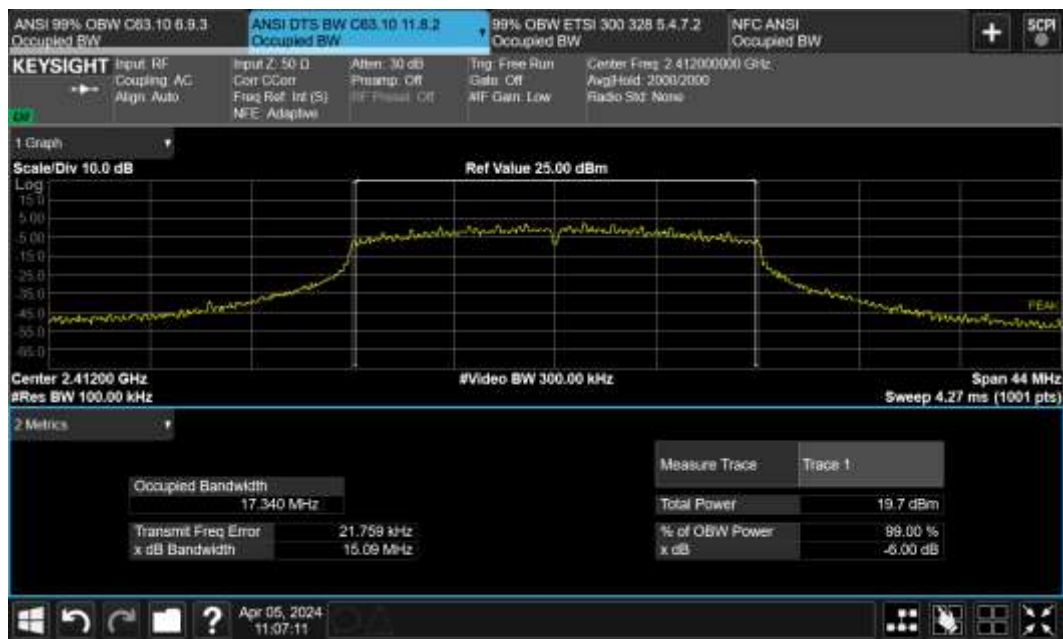 ANSI 99% OBW C63.10 6.9.3
Occupied BW
ANSI DTS BW C63.10 11.8.2
Occupied BW
99% OBW ETSI 300 328 5.4.7.2
Occupied BW
NFC ANSI
Occupied BW
+
SCPI
KEYSIGHT
Input: RF
Coupling: AC
Align: Auto
Input Z: 50 Ω
Corr CCorr
Freq Ref: Int (S)
NFE: Adaptive
Atten: 30 dB
Preamp: Off
Trig: Free Run
Gate: Off
#IF Gain: Low
Center Freq: 2.412000000 GHz
Avg|Hold: 2000/2000
Radio Std: None
1 Graph
Scale/Div 10.0 dB
Ref Value 25.00 dBm
Log
15.0
5.00
-5.00
-15.0
-25.0
-35.0
-45.0
-55.0
-65.0
PEAK
Center 2.41200 GHz
#Video BW 300.00 kHz
Span 44 MHz
#Res BW 100.00 kHz
Sweep 4.27 ms (1001 pts)
2 Metrics
Measure Trace
Trace 1
Occupied Bandwidth
17.340 MHz
Total Power
19.7 dBm
Transmit Freq Error
21.759 kHz
% of OBW Power
99.00 %
x dB Bandwidth
15.09 MHz
x dB
-6.00 dB
?
Apr 05, 2024
11:07:11